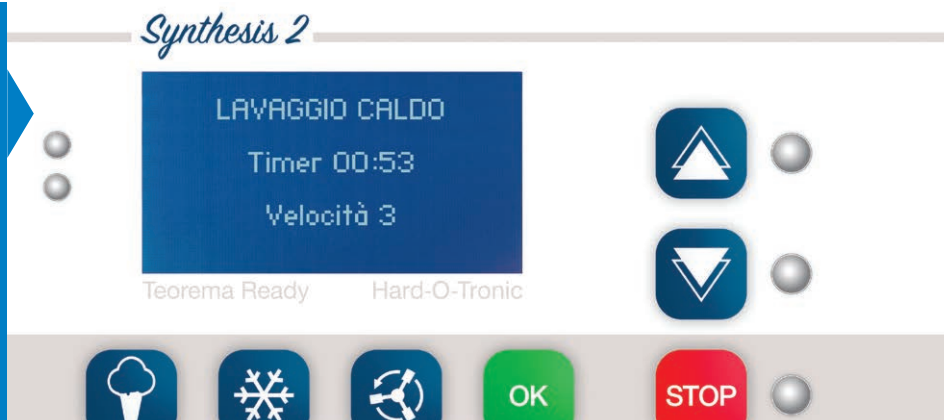 Synthesis 2
LAVAGGIO CALDO
Timer 00:53
Velocità 3
Teorema Ready Hard-O-Tronic
OK
STOP